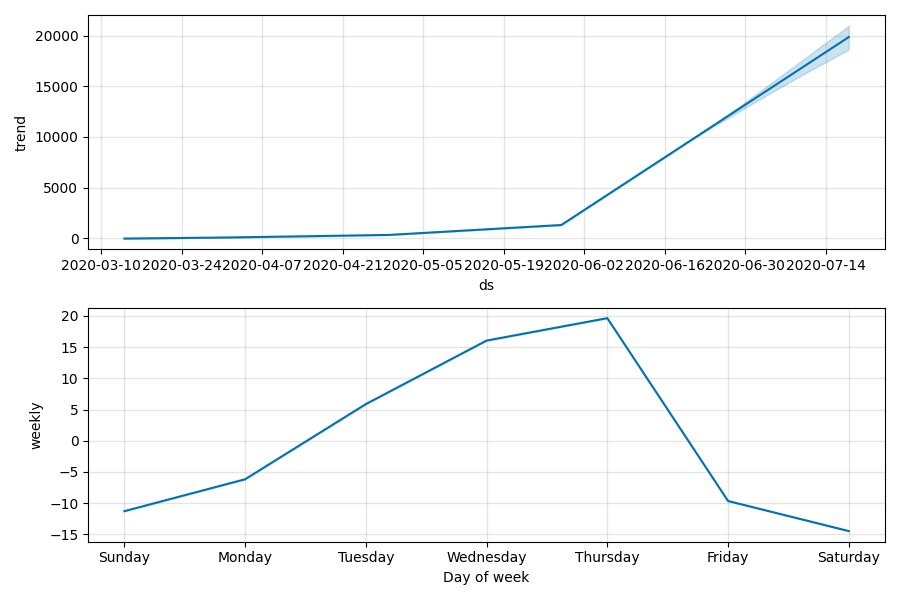 20000
15000
10000
5000
0
trend
2020-03-10 2020-03-24 2020-04-07 2020-04-21 2020-05-05 2020-05-19 2020-06-02 2020-06-16 2020-06-30 2020-07-14
ds
20
15
10
5
0
−5
−10
−15
weekly
Sunday Monday Tuesday Wednesday Thursday Friday Saturday
Day of week